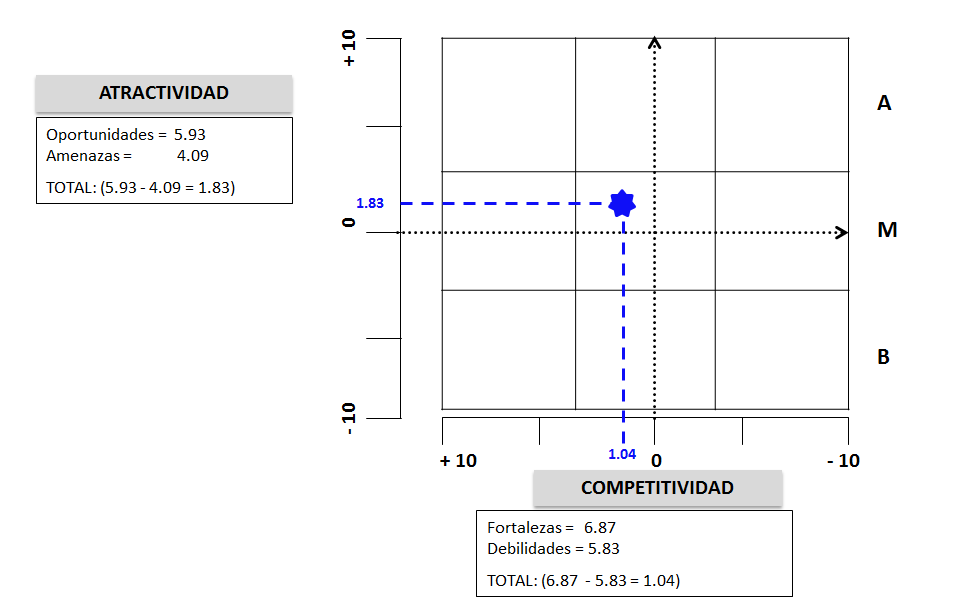 + 10
ATRACTIVIDAD
A
Oportunidades = 5.93
Amenazas = 4.09
TOTAL: (5.93 - 4.09 = 1.83)
1.83
0
M
B
- 10
1.04
+ 10
0
- 10
COMPETITIVIDAD
Fortalezas = 6.87
Debilidades = 5.83
TOTAL: (6.87 - 5.83 = 1.04)